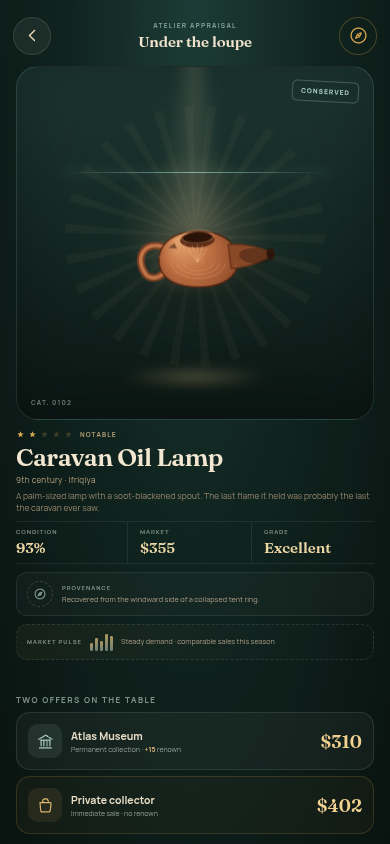 ATELIER APPRAISAL
Under the loupe
CONSERVED
CAT. 0102
NOTABLE
Caravan Oil Lamp
9th century · Ifriqiya
A palm-sized lamp with a soot-blackened spout. The last flame it held was probably the last
the caravan ever saw.
CONDITION MARKET GRADE
93% $355 Excellent
PROVENANCE
Recovered from the windward side of a collapsed tent ring.
MARKET PULSE Steady demand · comparable sales this season
TWO OFFERS ON THE TABLE
Atlas Museum $310
Permanent collection · +15 renown
Private collector $402
Immediate sale · no renown